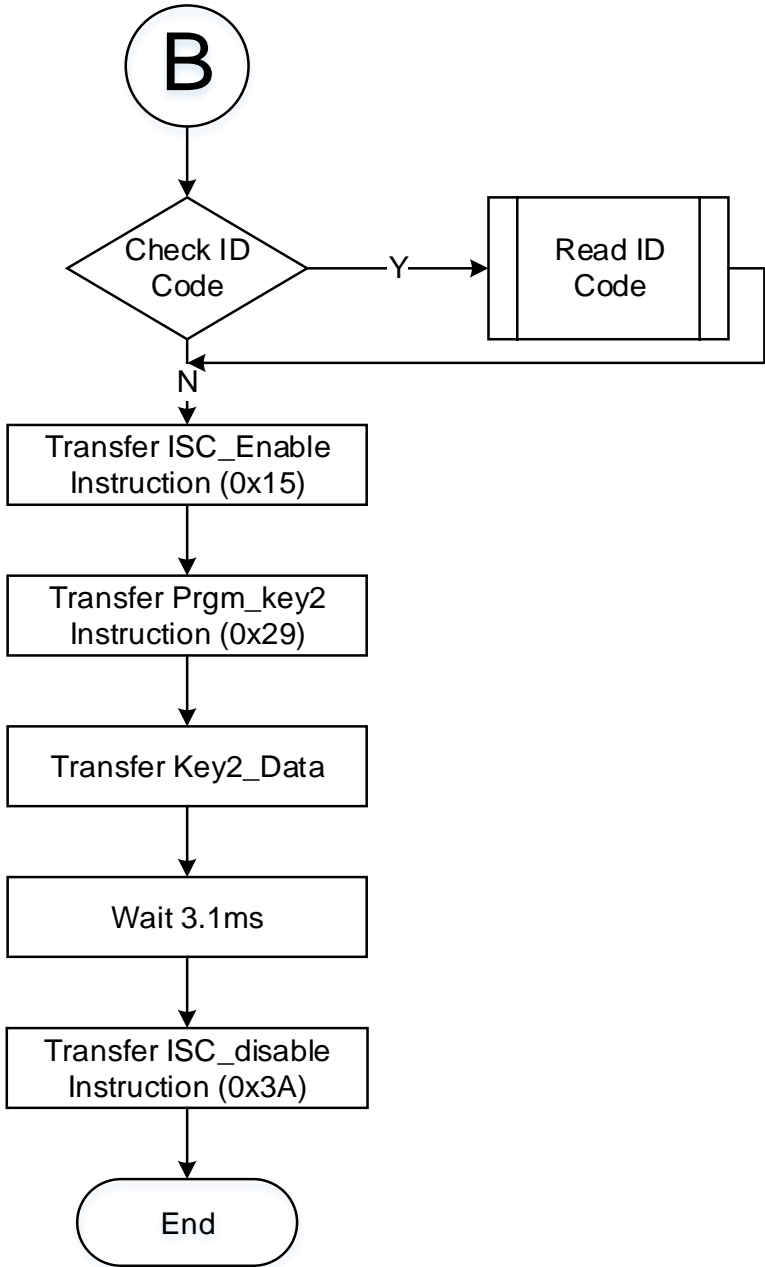 B
Check ID
Code
Y
Read ID
Code
N
Transfer ISC_Enable
Instruction (0x15)
Transfer Prgm_key2
Instruction (0x29)
Transfer Key2_Data
Wait 3.1ms
Transfer ISC_disable
Instruction (0x3A)
End